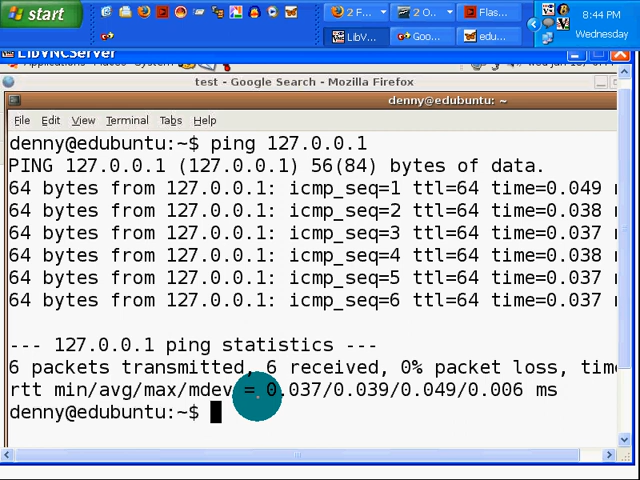 start
2 F...
2 O...
Flas...
8:44 PM
LibV...
Goo...
edu...
Wednesday
LibVNCServer
test - Google Search - Mozilla Firefox
denny@edubuntu: ~
File Edit View Terminal Tabs Help
denny@edubuntu:~$ ping 127.0.0.1
PING 127.0.0.1 (127.0.0.1) 56(84) bytes of data.
64 bytes from 127.0.0.1: icmp_seq=1 ttl=64 time=0.049
64 bytes from 127.0.0.1: icmp_seq=2 ttl=64 time=0.038
64 bytes from 127.0.0.1: icmp_seq=3 ttl=64 time=0.037
64 bytes from 127.0.0.1: icmp_seq=4 ttl=64 time=0.038
64 bytes from 127.0.0.1: icmp_seq=5 ttl=64 time=0.037
64 bytes from 127.0.0.1: icmp_seq=6 ttl=64 time=0.037
--- 127.0.0.1 ping statistics ---
6 packets transmitted, 6 received, 0% packet loss, time
rtt min/avg/max/mdev = 0.037/0.039/0.049/0.006 ms
denny@edubuntu:~$